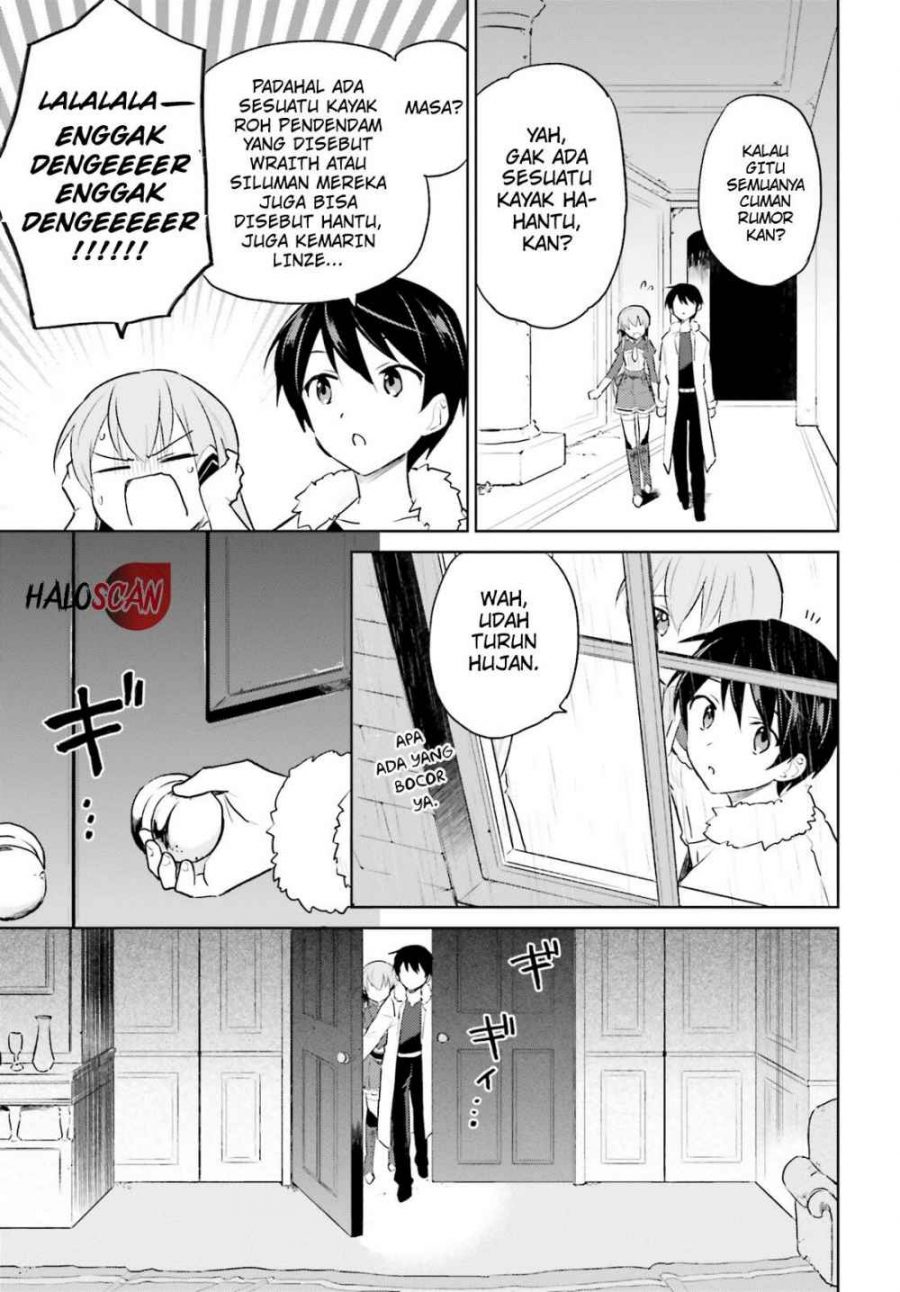 KALAU
GITU
SEMUANYA
CUMAN
RUMOR
KAN?
YAH,
GAK ADA
SESUATU
KAYAK HA-
HANTU,
KAN?
MASA?
PADAHAL ADA
SESUATU KAYAK
ROH PENDENDAM
YANG DISEBUT
WRAITH ATAU
SILUMAN MEREKA
JUGA BISA
DISEBUT HANTU,
JUGA KEMARIN
LINZE...
LALALALA—
ENGGAK
DENGEEEER
ENGGAK
DENGEEEEER
!!!!!!
WAH,
UDAH
TURUN
HUJAN.
APA
ADA YANG
BOCOR
YA.
HALOSCAN
ギ...
ギギィ...